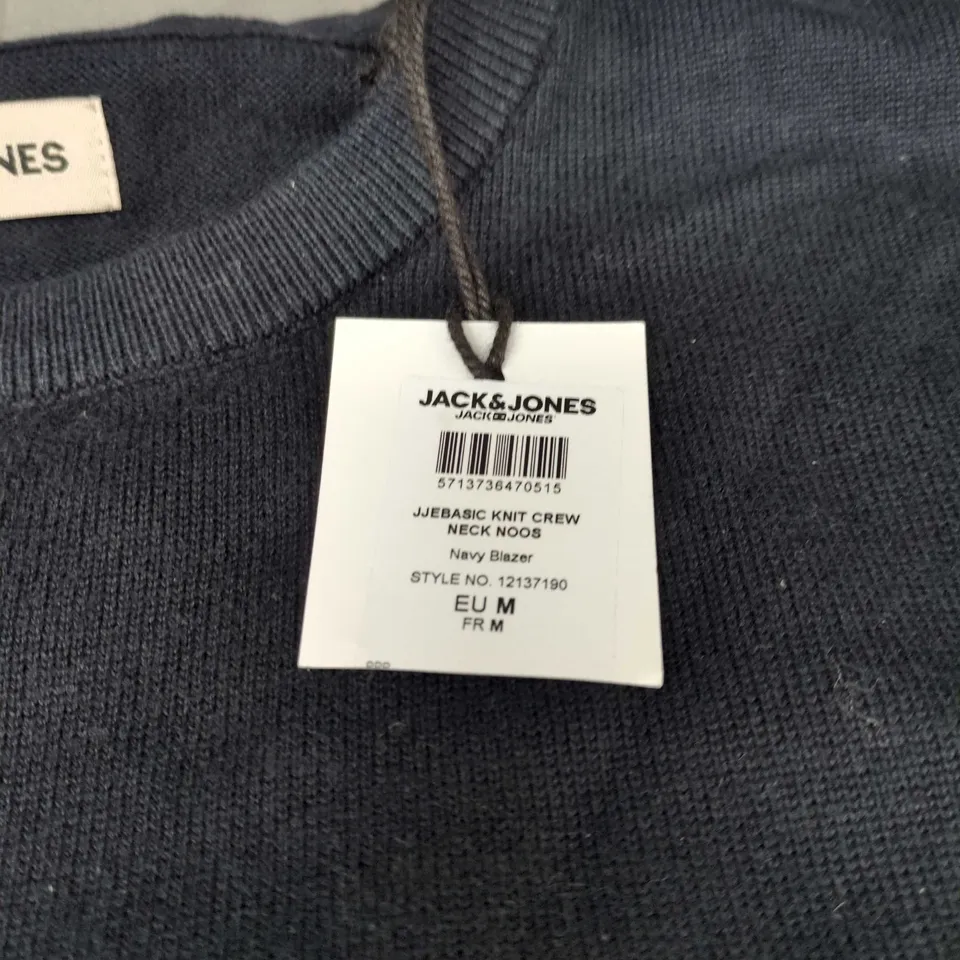 NES
JACK&JONES
JACK JONES
5713736470515
JJEBASIC KNIT CREW
NECK NOOS
Navy Blazer
STYLE NO. 12137190
EU M
FR M